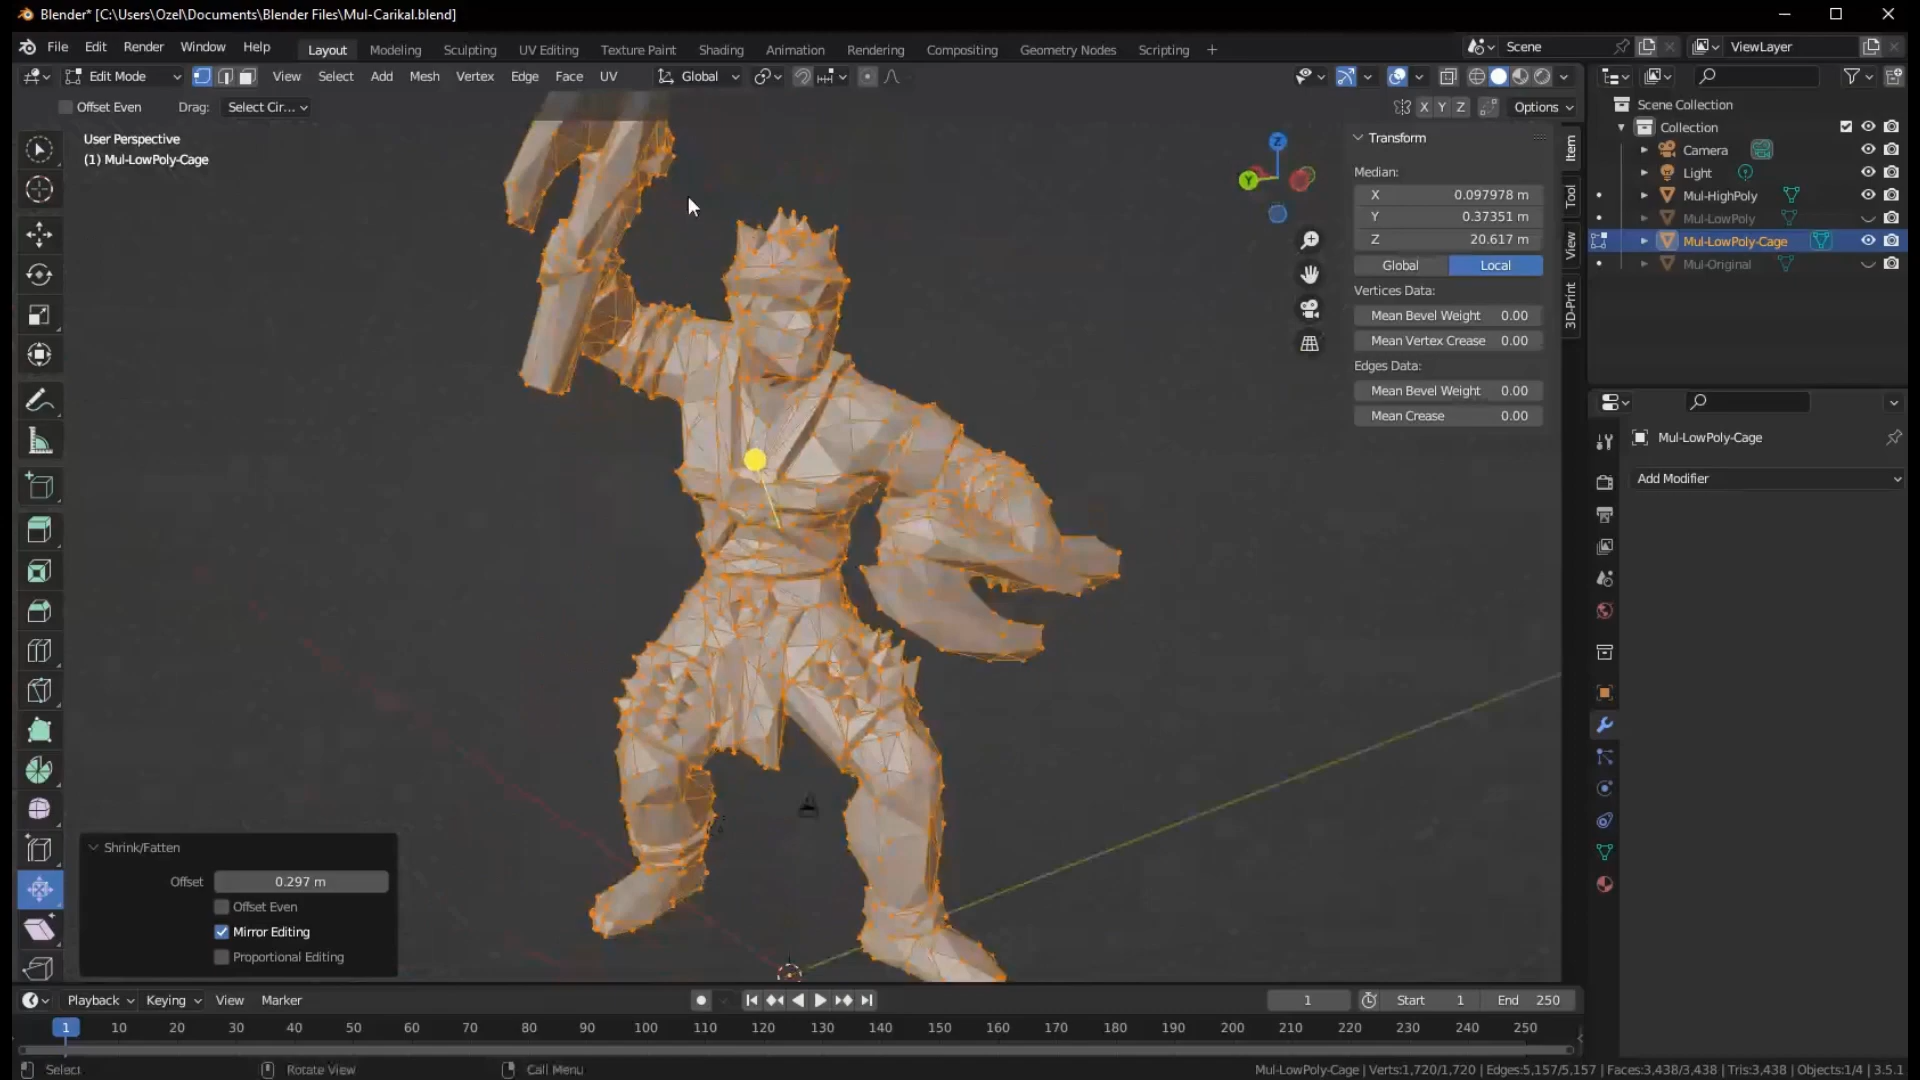 Blender* [C:\Users\Ozel\Documents\Blender Files\Mul-Carikal.blend]
File Edit Render Window Help Layout Modeling Sculpting UV Editing Texture Paint Shading Animation Rendering Compositing Geometry Nodes Scripting + Scene ViewLayer
Edit Mode View Select Add Mesh Vertex Edge Face UV Global
Offset Even Drag: Select Cir... X Y Z Options
User Perspective
(1) Mul-LowPoly-Cage
Z
Y
Transform
Median:
X 0.097978 m
Y 0.37351 m
Z 20.617 m
Global Local
Vertices Data:
Mean Bevel Weight 0.00
Mean Vertex Crease 0.00
Edges Data:
Mean Bevel Weight 0.00
Mean Crease 0.00
Item
Tool
View
3D-Print
Scene Collection
Collection
Camera
Light
Mul-HighPoly
Mul-LowPoly
Mul-LowPoly-Cage
Mul-Original
Mul-LowPoly-Cage
Add Modifier
Shrink/Fatten
Offset 0.297 m
Offset Even
Mirror Editing
Proportional Editing
Playback Keying View Marker 1 Start 1 End 250
1 10 20 30 40 50 60 70 80 90 100 110 120 130 140 150 160 170 180 190 200 210 220 230 240 250
Select Rotate View Call Menu Mul-LowPoly-Cage | Verts:1,720/1,720 | Edges:5,157/5,157 | Faces:3,438/3,438 | Tris:3,438 | Objects:1/4 | 3.5.1